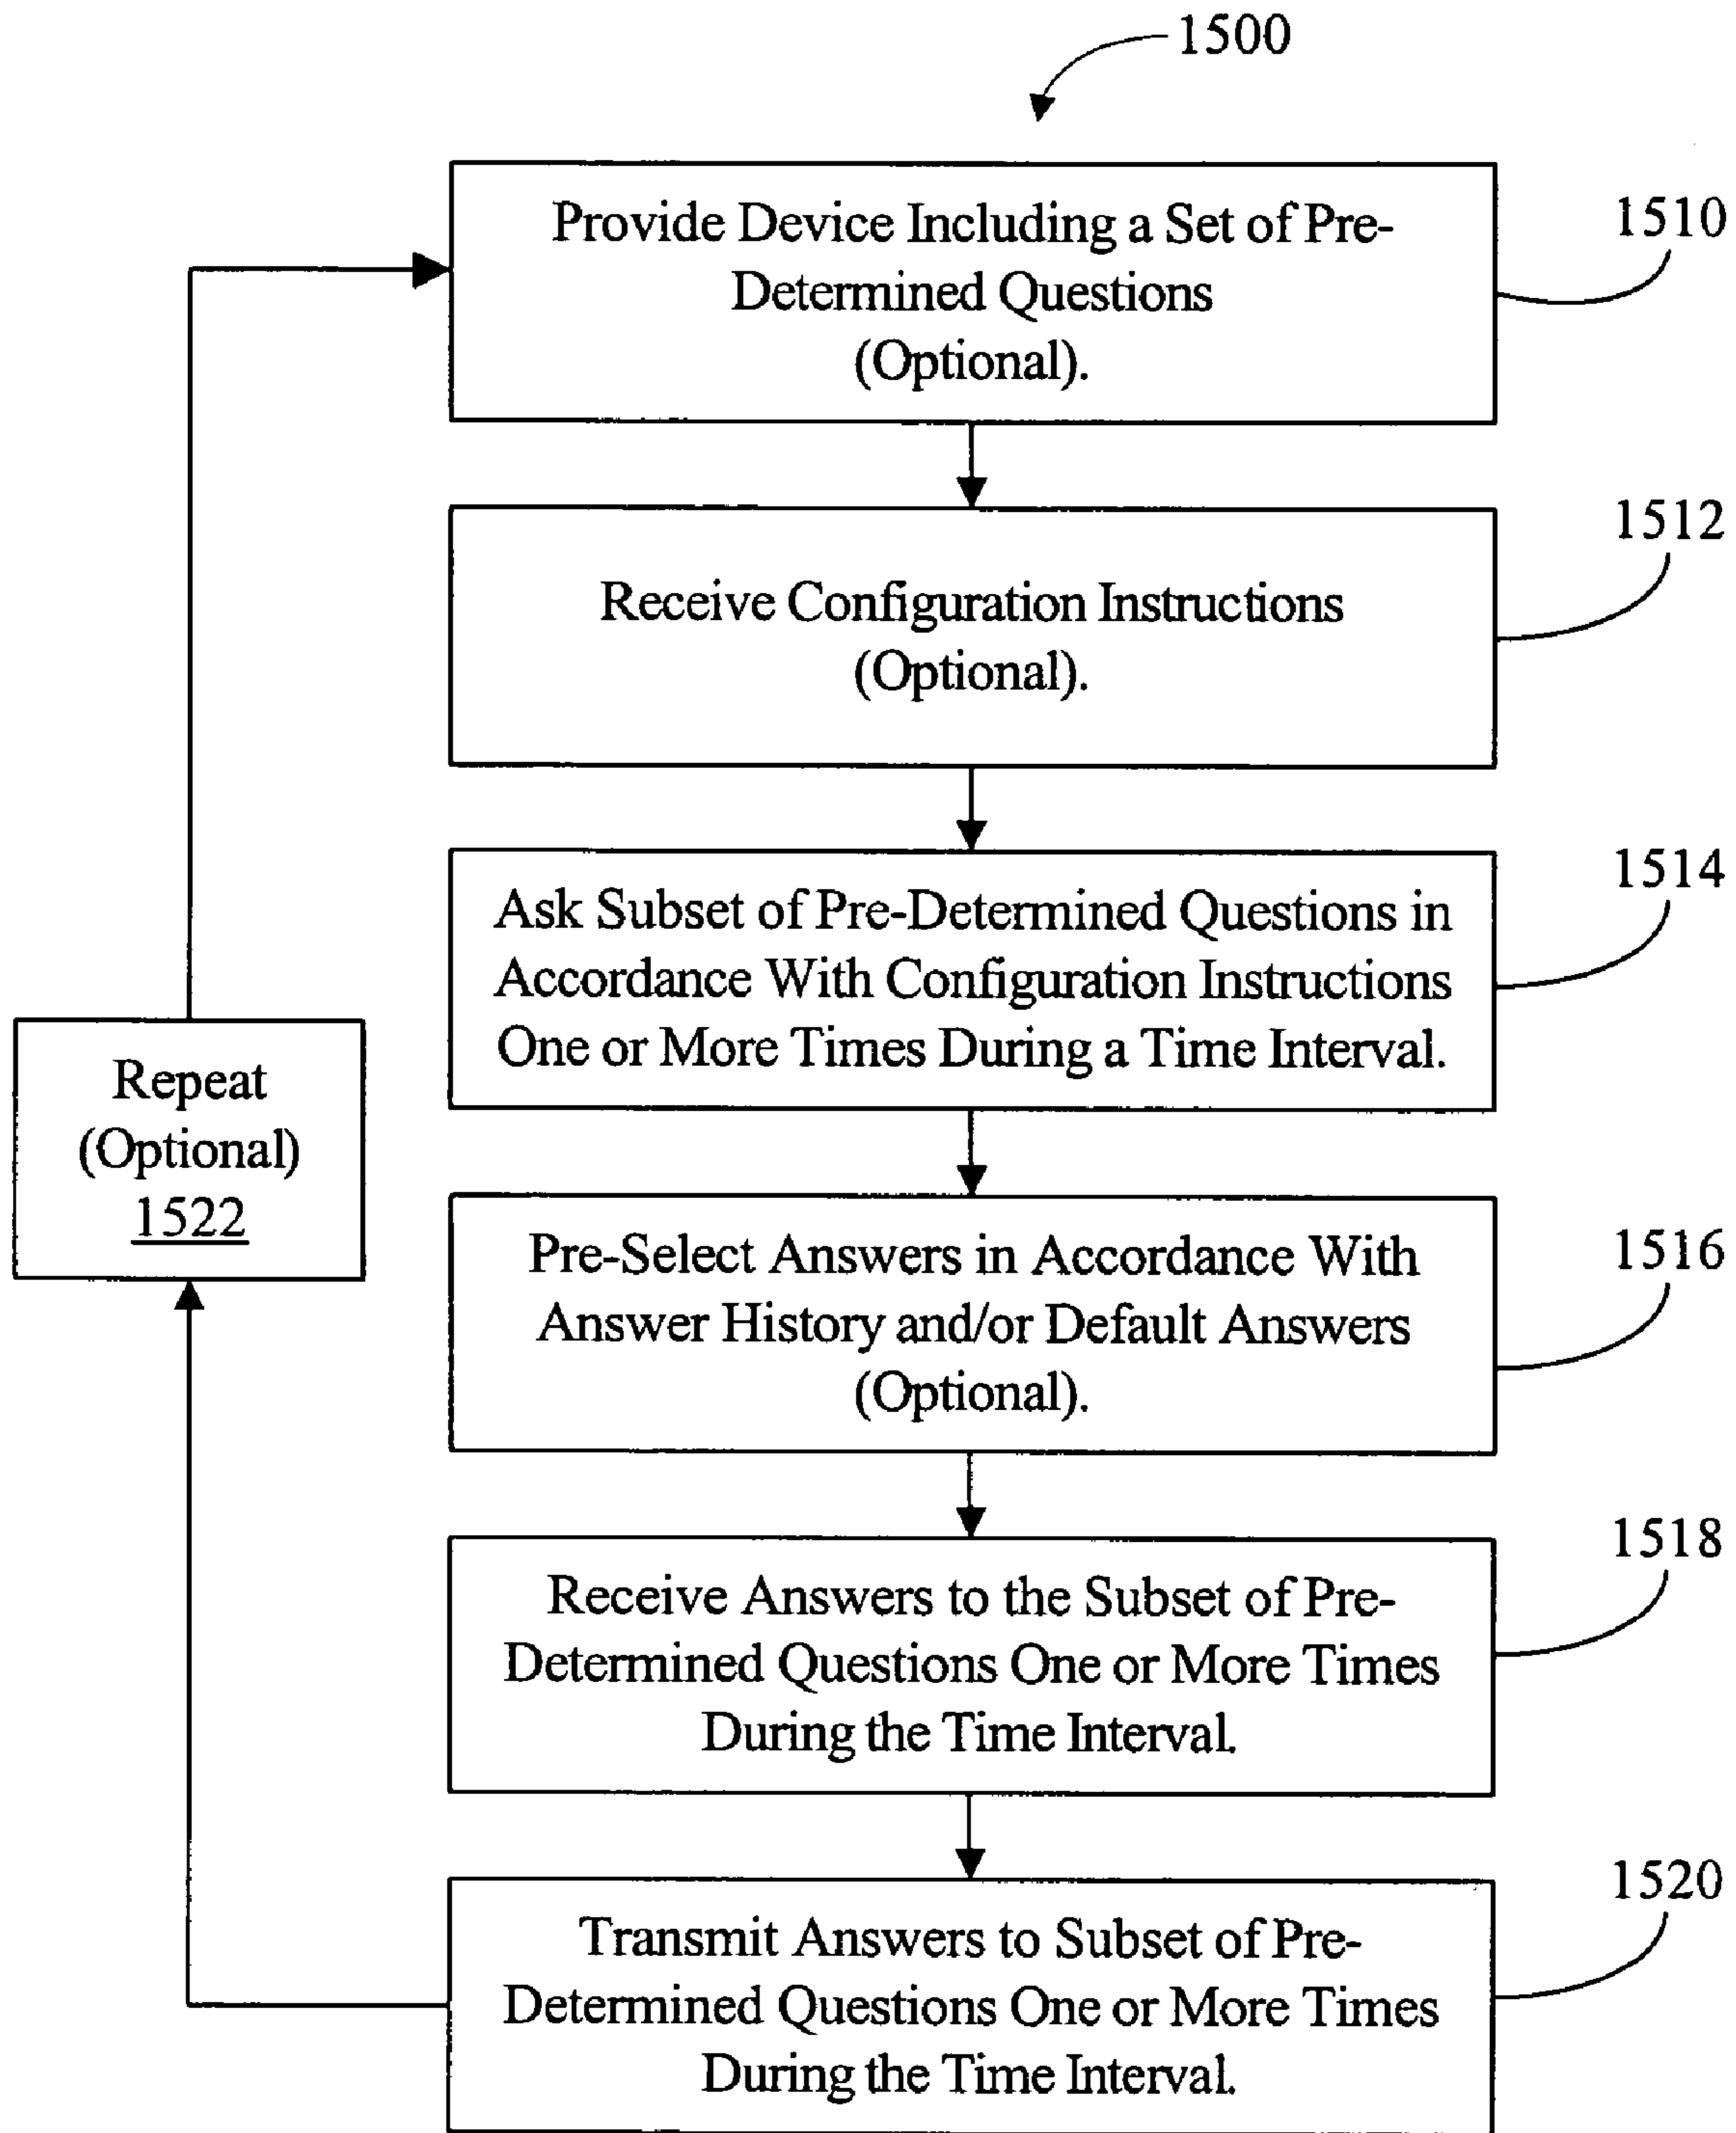 1500
Provide Device Including a Set of Pre-
Determined Questions
(Optional).
1510
Receive Configuration Instructions
(Optional).
1512
Ask Subset of Pre-Determined Questions in
Accordance With Configuration Instructions
One or More Times During a Time Interval.
1514
Repeat
(Optional)
1522
Pre-Select Answers in Accordance With
Answer History and/or Default Answers
(Optional).
1516
Receive Answers to the Subset of Pre-
Determined Questions One or More Times
During the Time Interval.
1518
Transmit Answers to Subset of Pre-
Determined Questions One or More Times
During the Time Interval.
1520